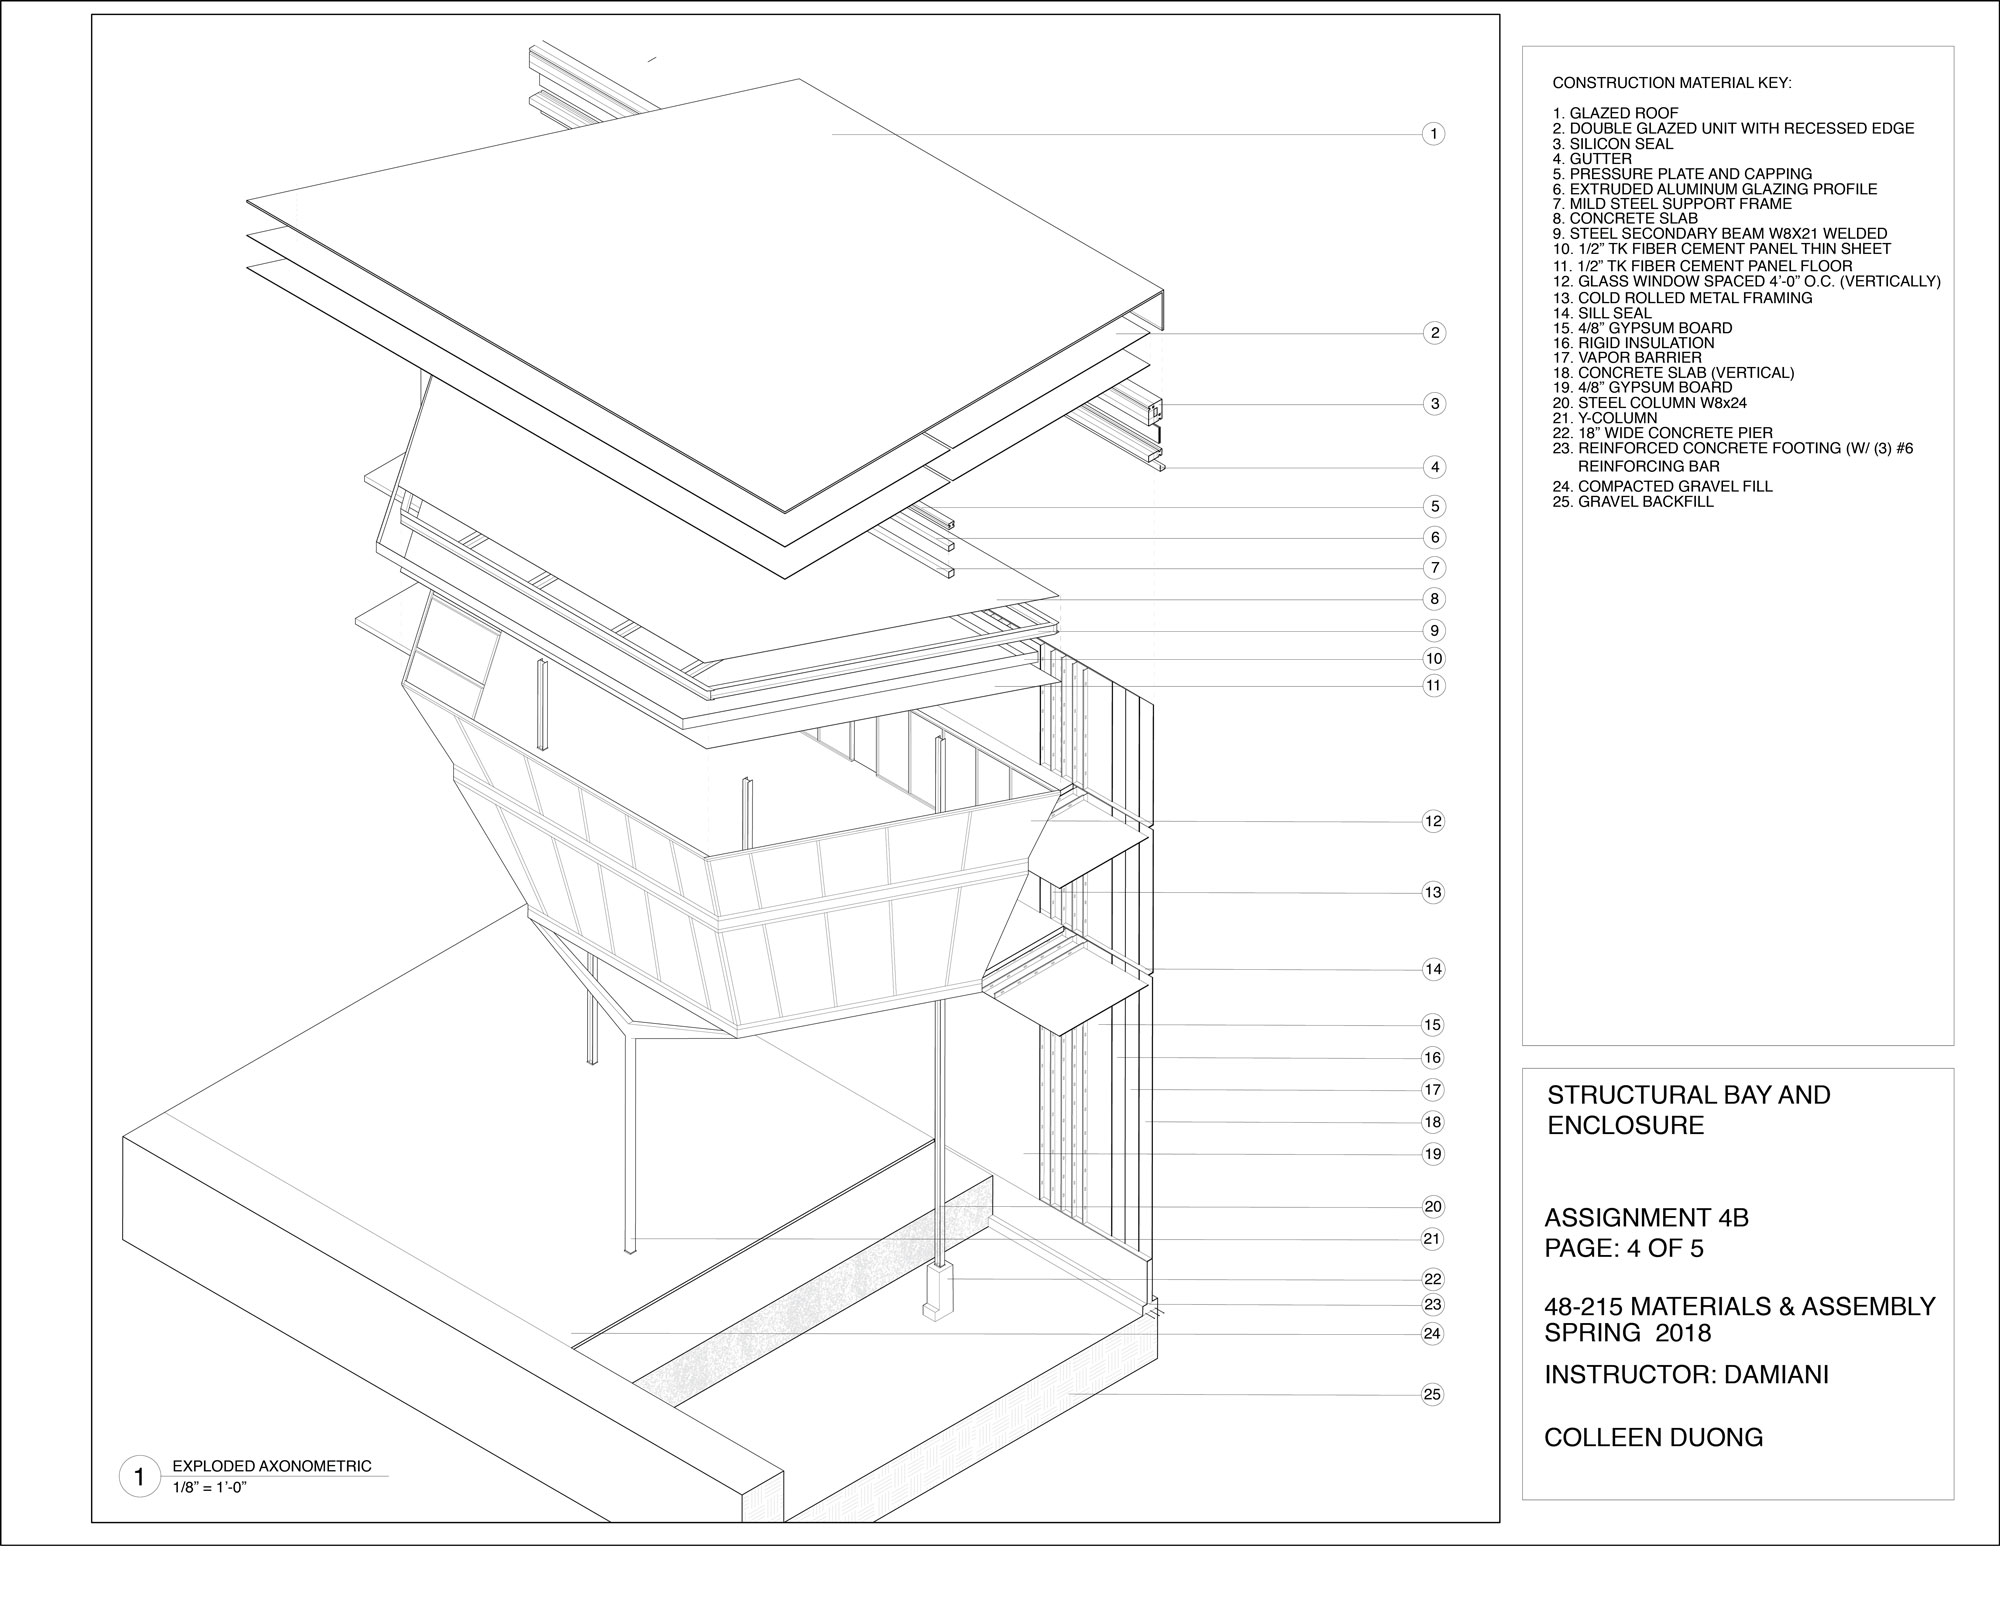 1
2
3
4
5
6
7
8
9
10
11
12
13
14
15
16
17
18
19
20
21
22
23
24
25
1 EXPLODED AXONOMETRIC
1/8” = 1’-0”
CONSTRUCTION MATERIAL KEY:
1. GLAZED ROOF
2. DOUBLE GLAZED UNIT WITH RECESSED EDGE
3. SILICON SEAL
4. GUTTER
5. PRESSURE PLATE AND CAPPING
6. EXTRUDED ALUMINUM GLAZING PROFILE
7. MILD STEEL SUPPORT FRAME
8. CONCRETE SLAB
9. STEEL SECONDARY BEAM W8X21 WELDED
10. 1/2” TK FIBER CEMENT PANEL THIN SHEET
11. 1/2” TK FIBER CEMENT PANEL FLOOR
12. GLASS WINDOW SPACED 4’-0” O.C. (VERTICALLY)
13. COLD ROLLED METAL FRAMING
14. SILL SEAL
15. 4/8” GYPSUM BOARD
16. RIGID INSULATION
17. VAPOR BARRIER
18. CONCRETE SLAB (VERTICAL)
19. 4/8” GYPSUM BOARD
20. STEEL COLUMN W8x24
21. Y-COLUMN
22. 18” WIDE CONCRETE PIER
23. REINFORCED CONCRETE FOOTING (W/ (3) #6
REINFORCING BAR
24. COMPACTED GRAVEL FILL
25. GRAVEL BACKFILL
STRUCTURAL BAY AND
ENCLOSURE
ASSIGNMENT 4B
PAGE: 4 OF 5
48-215 MATERIALS & ASSEMBLY
SPRING 2018
INSTRUCTOR: DAMIANI
COLLEEN DUONG